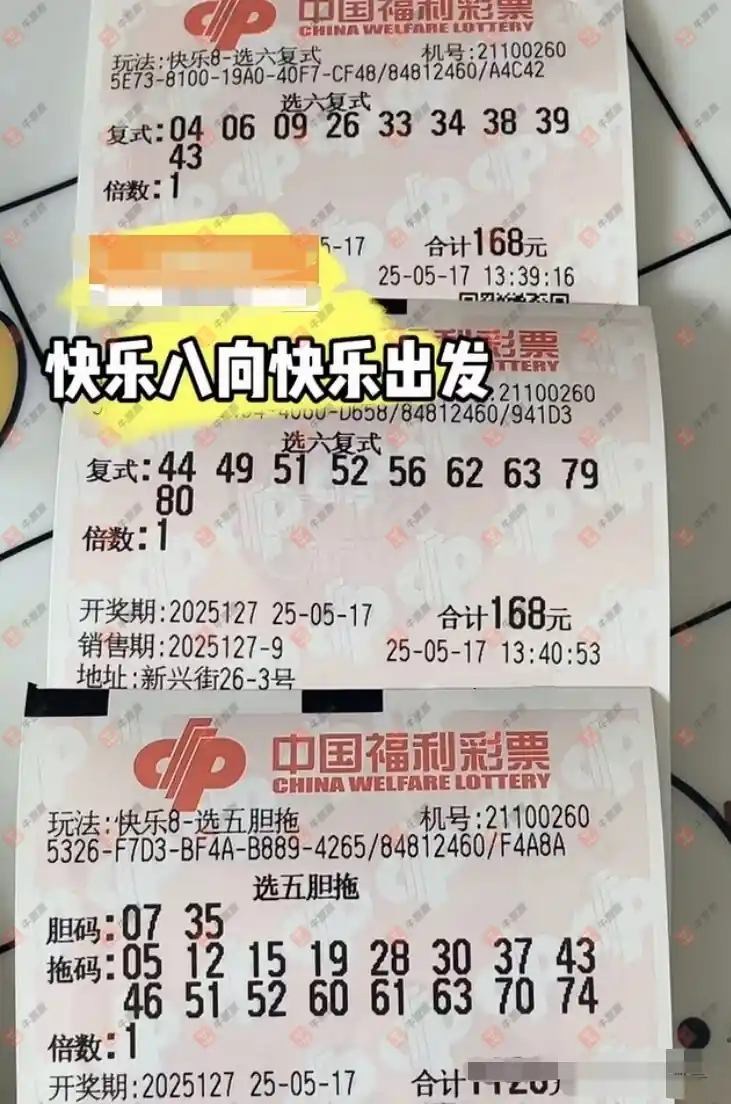 中国福利彩票
CHINA WELFARE LOTTERY
玩法:快乐8-选六复式 机号:21100260
5E73-8100-19A0-40F7-CF48/84812460/A4C42
选六复式
复式:04 06 09 26 33 34 38 39
43
倍数:1
5-17 合计168元
25-05-17 13:39:16
快乐八向快乐出发
利彩票
LOTTERY
:21100260
D658/84812460/941D3
选六复式
复式:44 49 51 52 56 62 63 79
80
倍数:1
开奖期:2025127 25-05-17 合计168元
销售期:2025127-9 25-05-17 13:40:53
地址:新兴街26-3号
中国福利彩票
CHINA WELFARE LOTTERY
玩法:快乐8-选五胆拖 机号:21100260
5326-F7D3-BF4A-B889-4265/84812460/F4A8A
选五胆拖
胆码:07 35
拖码:05 12 15 19 28 30 37 43
46 51 52 60 61 63 70 74
倍数:1
开奖期:2025127 25-05-17 合计